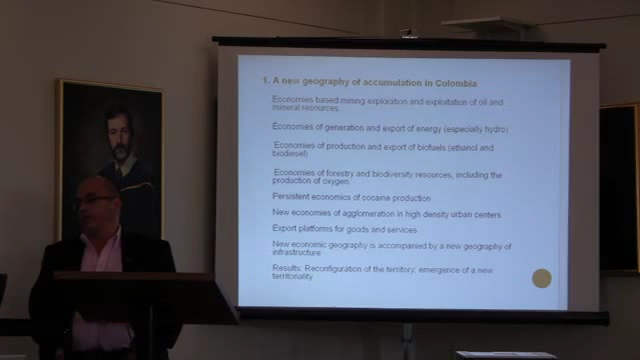 1. A new geography of accumulation in Colombia
Economies based mining exploration and exploitation of oil and
mineral resources.
Economies of generation and export of energy (especially hydro)
Economies of production and export of biofuels (ethanol and
biodiesel)
Economies of forestry and biodiversity resources, including the
production of oxygen.
Persistent economics of cocaine production
New economies of agglomeration in high density urban centers
Export platforms for goods and services
New economic geography is accompanied by a new geography of
infrastructure
Results: Reconfiguration of the territory; emergence of a new
territoriality